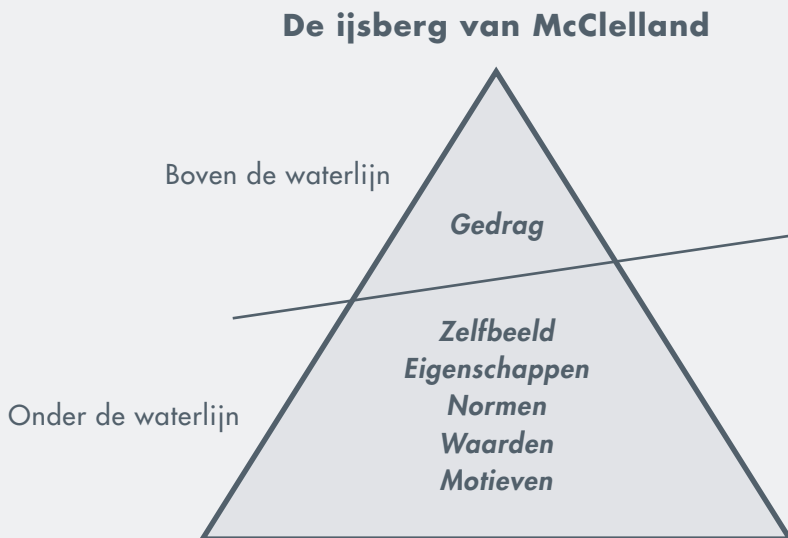 De ijsberg van McClelland
Boven de waterlijn
Gedrag
Zelfbeeld
Eigenschappen
Normen
Onder de waterlijn
Waarden
Motieven